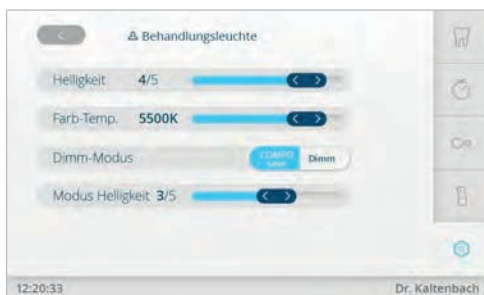 Behandlungsleuchte
Helligkeit 4/5
Farb-Temp. 5500K
Dimm-Modus COMPO save Dimm
Modus Helligkeit 3/5
12:20:33 Dr. Kaltenbach